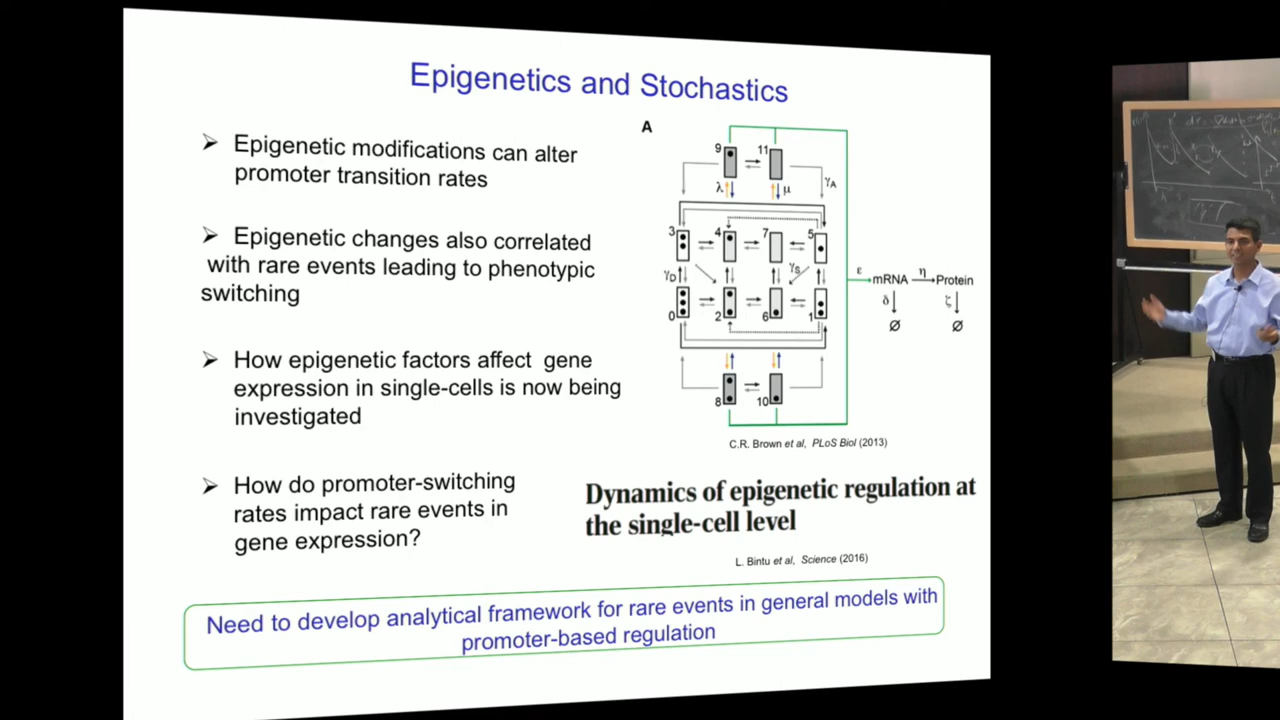 Epigenetics and Stochastics
➢ Epigenetic modifications can alter
promoter transition rates
➢ Epigenetic changes also correlated
with rare events leading to phenotypic
switching
➢ How epigenetic factors affect gene
expression in single-cells is now being
investigated
➢ How do promoter-switching
rates impact rare events in
gene expression?
A
9 11
λ μ γA
3 4 7 5
γD γS
0 2 6 1
8 10
ε mRNA η Protein
δ ζ
Ø Ø
C.R. Brown et al, PLoS Biol (2013)
Dynamics of epigenetic regulation at
the single-cell level
L. Bintu et al, Science (2016)
Need to develop analytical framework for rare events in general models with
promoter-based regulation